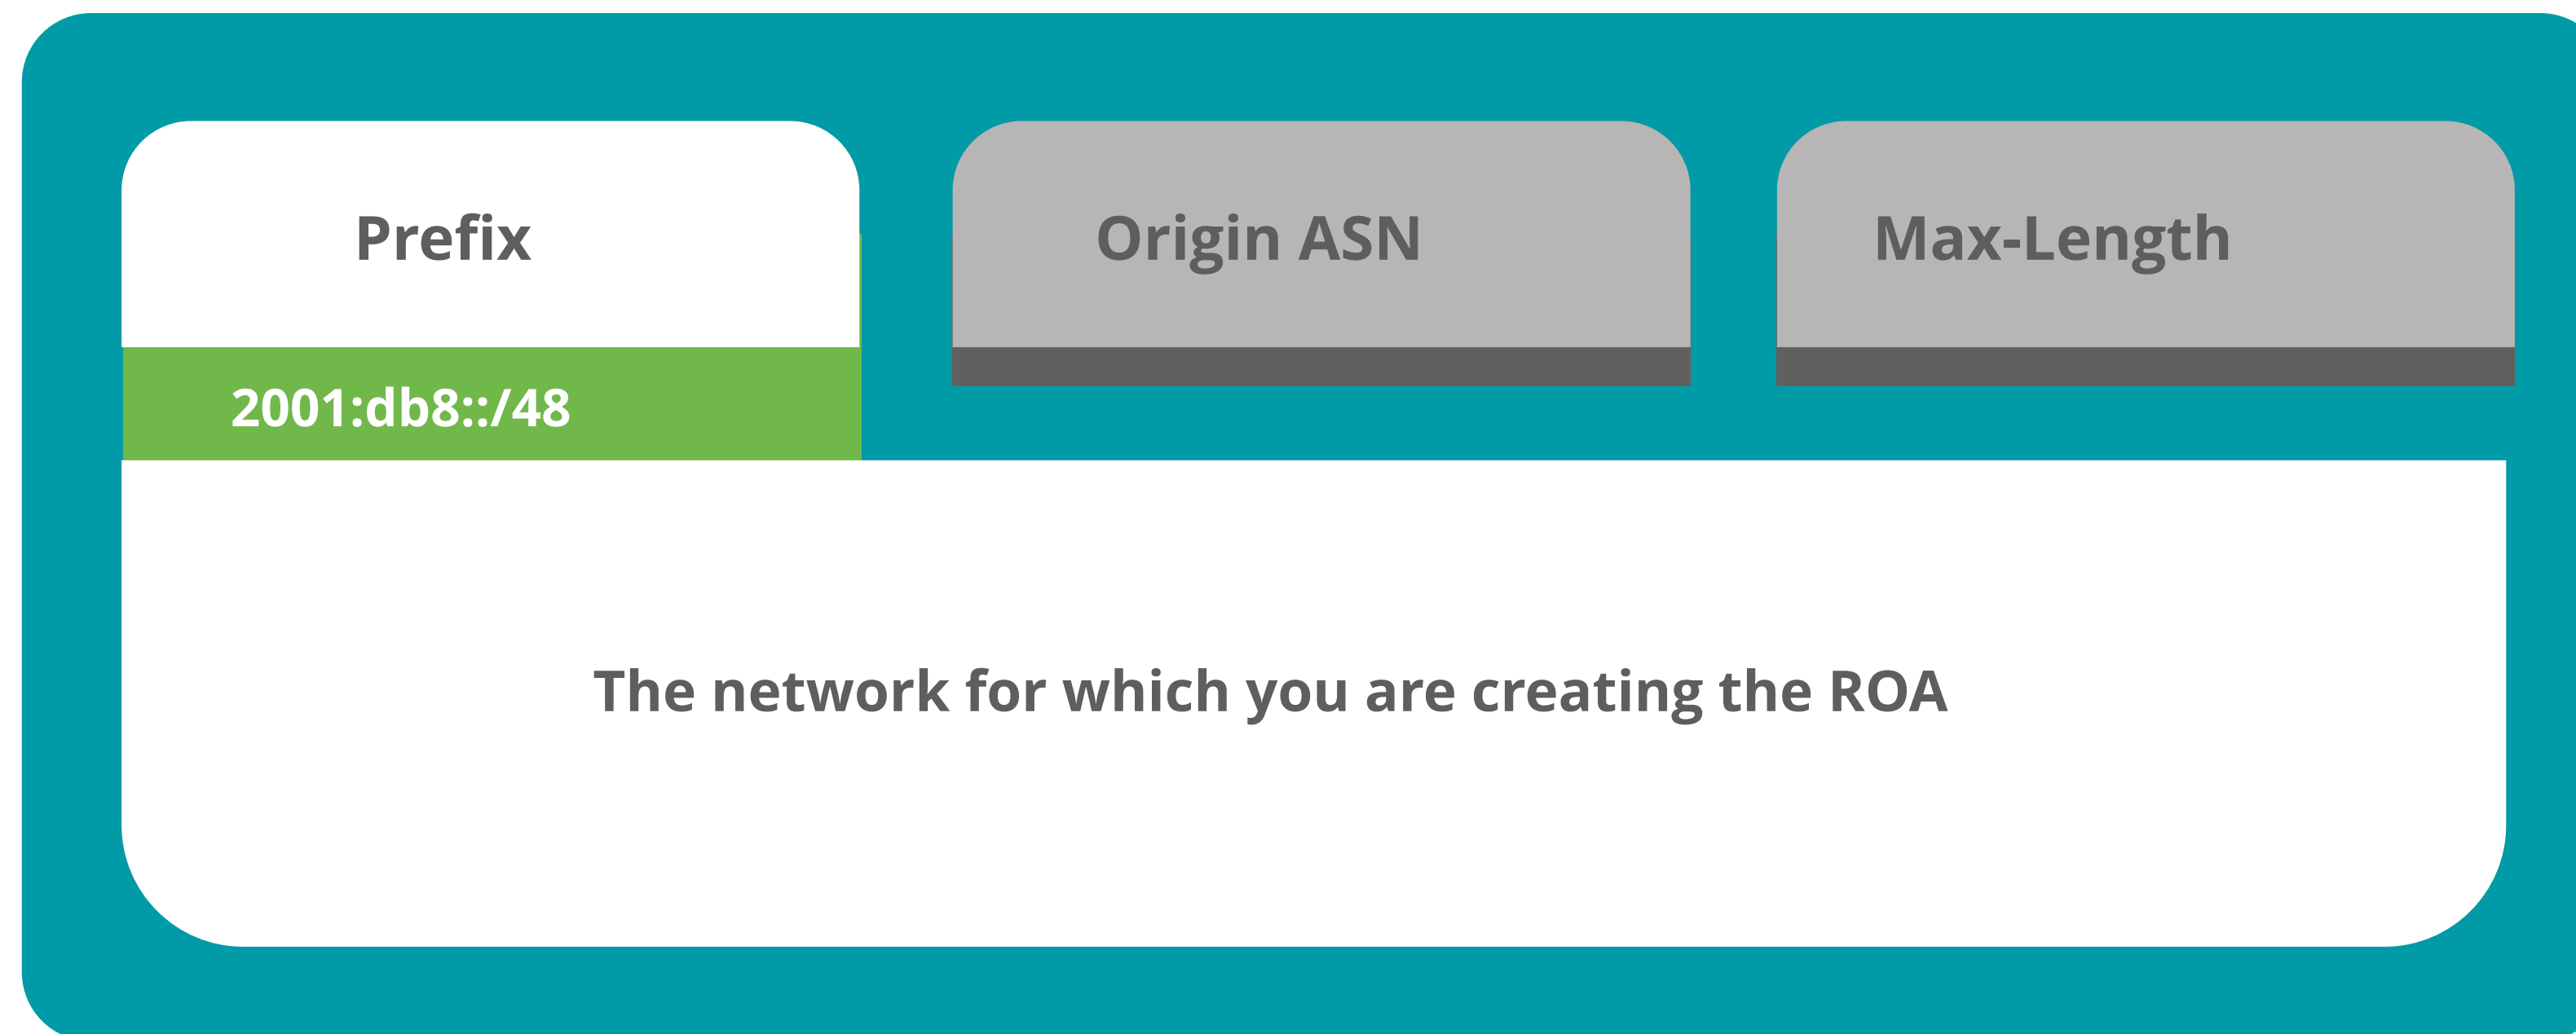 Prefix
Origin ASN
Max-Length
2001:db8::/48
The network for which you are creating the ROA